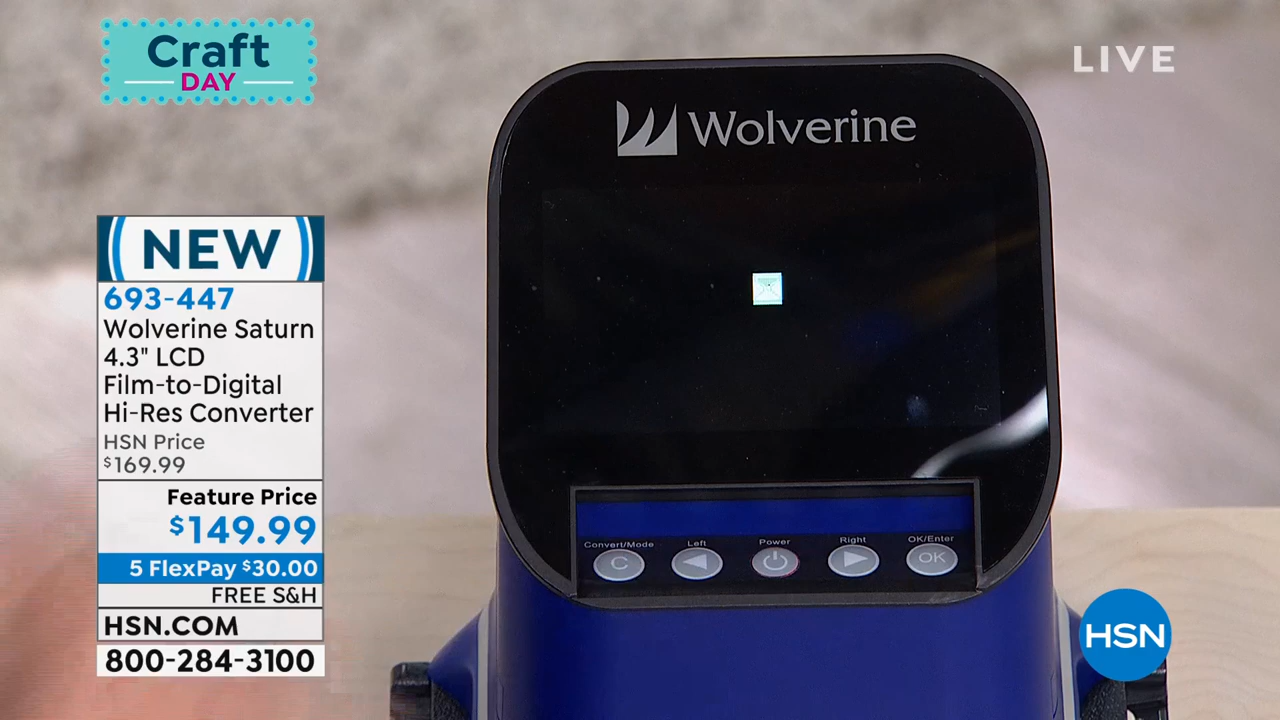 Craft
DAY
LIVE
Wolverine
NEW
693-447
Wolverine Saturn
4.3" LCD
Film-to-Digital
Hi-Res Converter
HSN Price
$169.99
Feature Price
$149.99
5 FlexPay $30.00
FREE S&H
HSN.COM
800-284-3100
Convert/Mode
Left
Power
Right
OK/Enter
C
OK
HSN